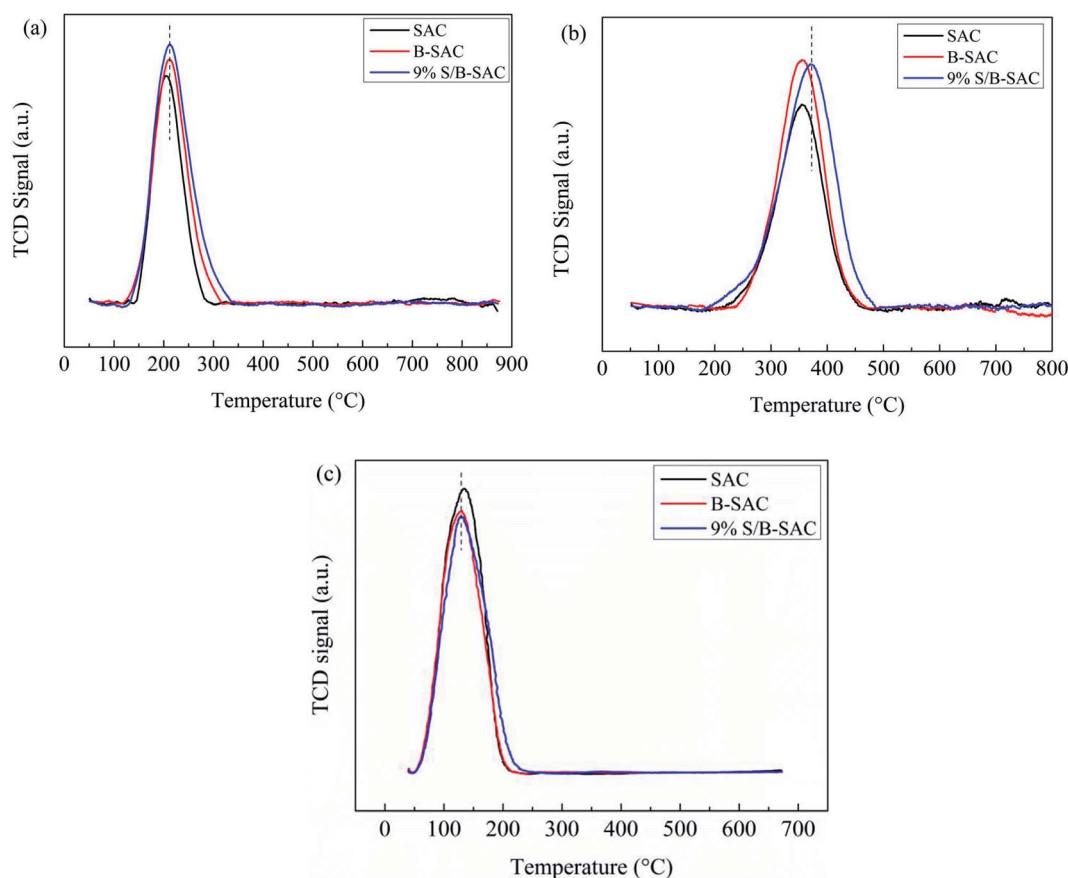 (a)
SAC
B-SAC
9% S/B-SAC
TCD Signal (a.u.)
0 100 200 300 400 500 600 700 800 900
Temperature (°C)
(b)
SAC
B-SAC
9% S/B-SAC
TCD Signal (a.u.)
0 100 200 300 400 500 600 700 800
Temperature (°C)
(c)
SAC
B-SAC
9% S/B-SAC
TCD signal (a.u.)
0 100 200 300 400 500 600 700
Temperature (°C)